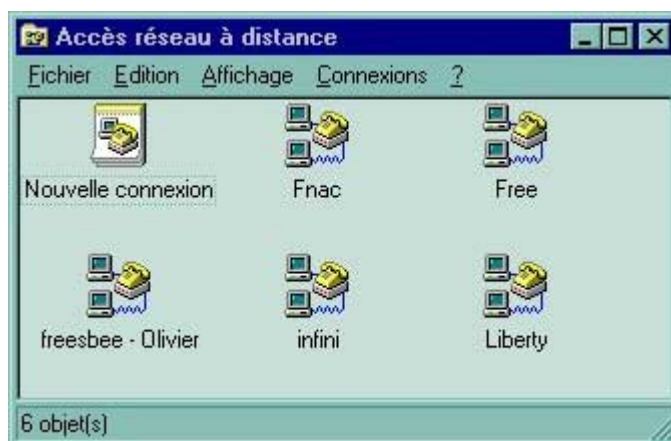 Accès réseau à distance
Fichier Edition Affichage Connexions ?
Nouvelle connexion Fnac Free
freesbee - Olivier infini Liberty
6 objet(s)